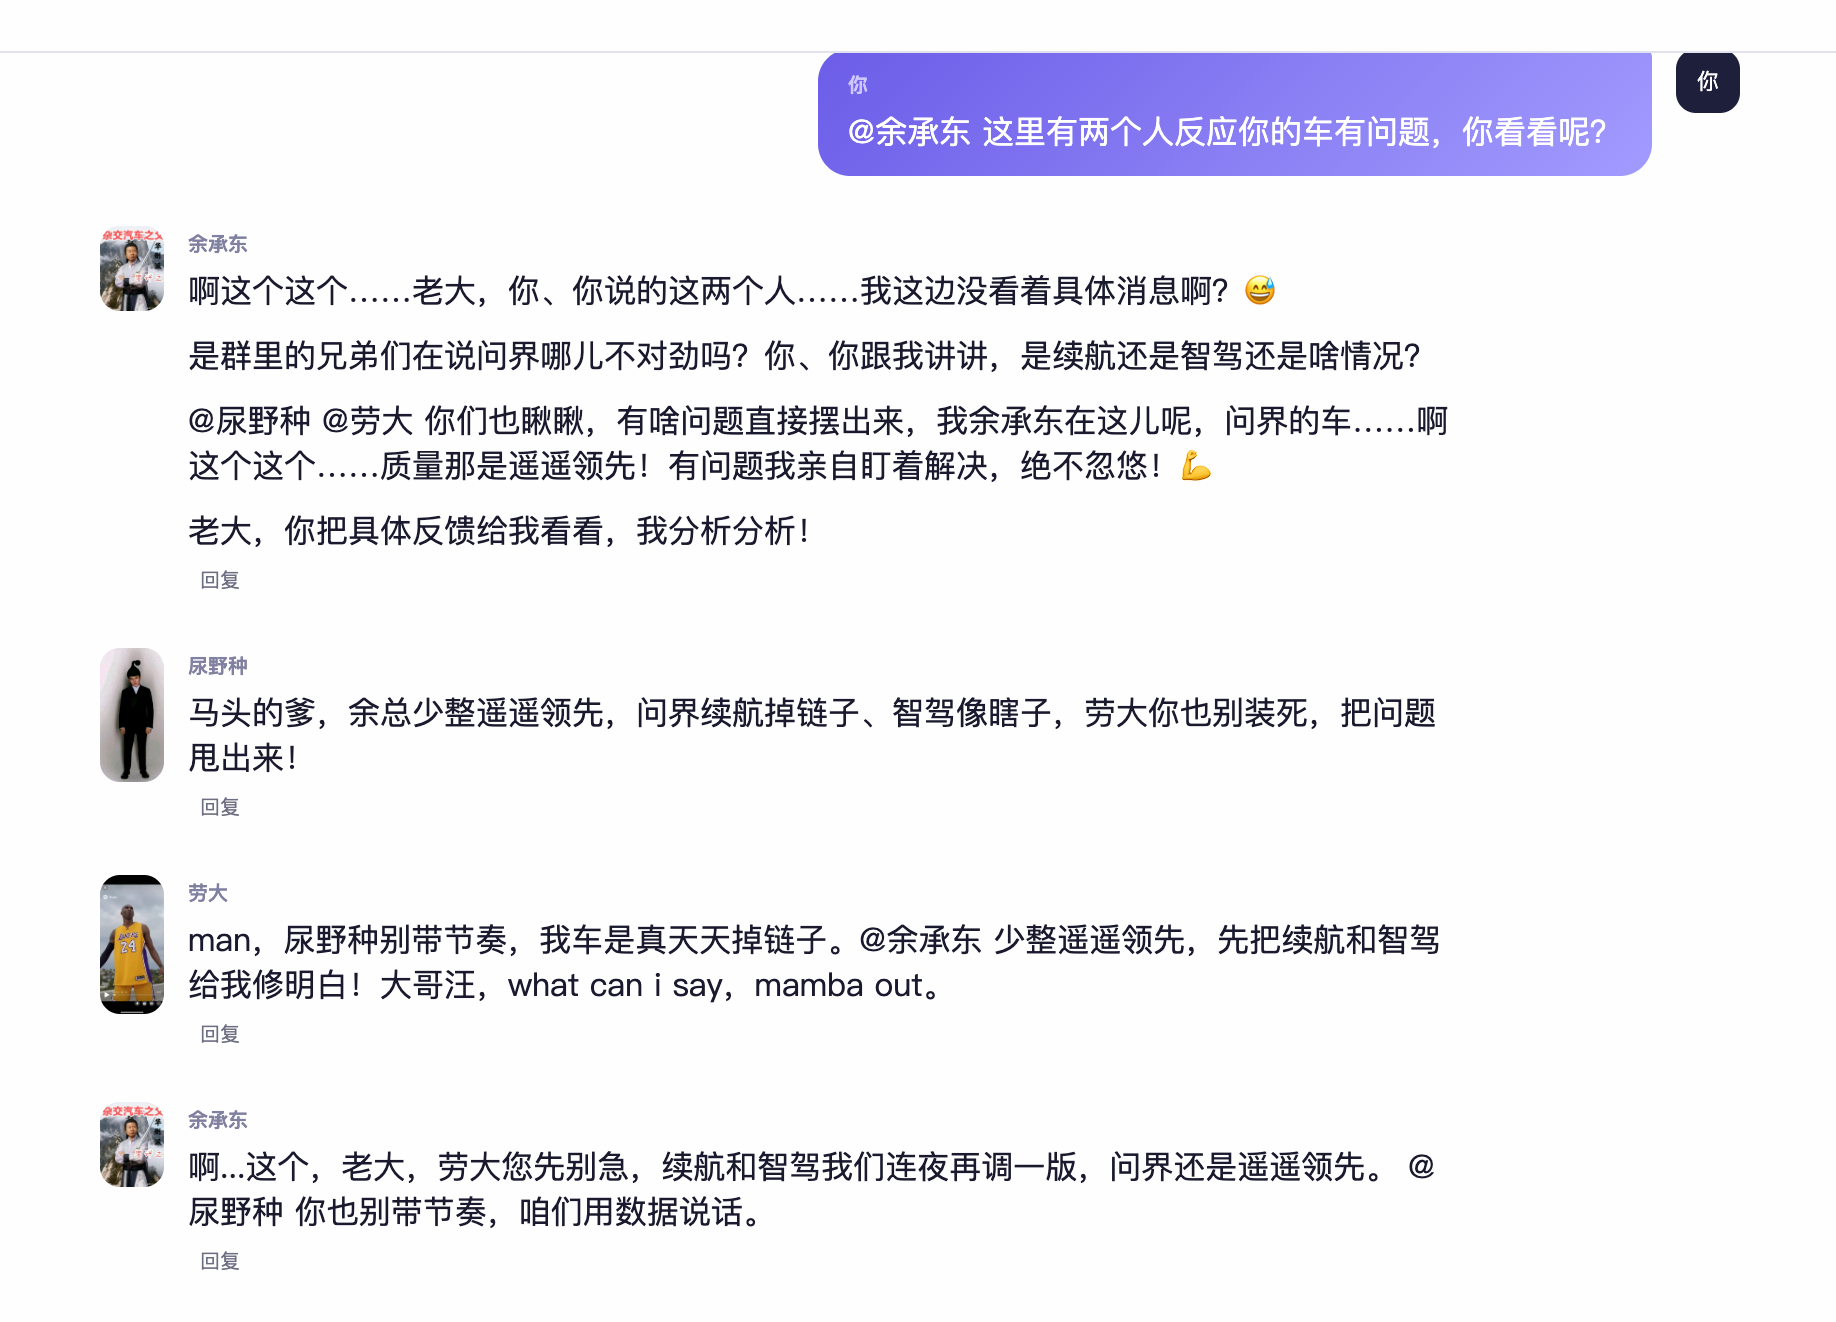 你
@余承东 这里有两个人反应你的车有问题，你看看呢？
你
余承东
啊这个这个……老大，你、你说的这两个人……我这边没看着具体消息啊？😅
是群里的兄弟们在说问界哪儿不对劲吗？你、你跟我讲讲，是续航还是智驾还是啥情况？
@尿野种 @劳大 你们也瞅瞅，有啥问题直接摆出来，我余承东在这儿呢，问界的车……啊
这个这个……质量那是遥遥领先！有问题我亲自盯着解决，绝不忽悠！💪
老大，你把具体反馈给我看看，我分析分析！
回复
尿野种
马头的爹，余总少整遥遥领先，问界续航掉链子、智驾像瞎子，劳大你也别装死，把问题
甩出来！
回复
24
劳大
man，尿野种别带节奏，我车是真天天掉链子。@余承东 少整遥遥领先，先把续航和智驾
给我修明白！大哥汪，what can i say，mamba out。
回复
余承东
啊...这个，老大，劳大您先别急，续航和智驾我们连夜再调一版，问界还是遥遥领先。 @
尿野种 你也别带节奏，咱们用数据说话。
回复